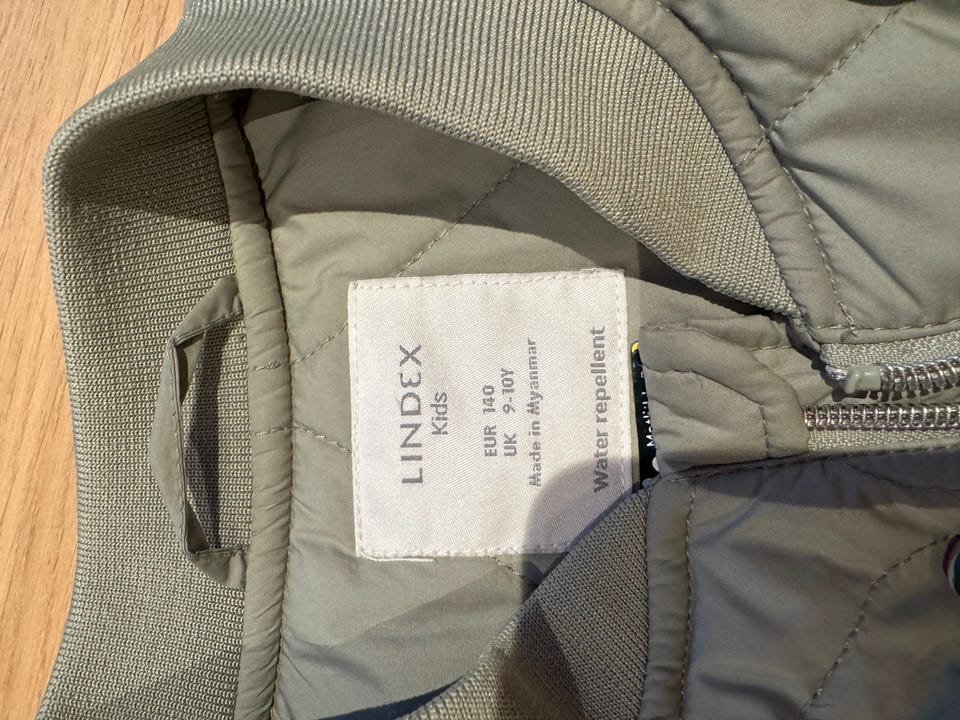 LINDEX
Kids
EUR 140
UK 9-10Y
Made in Myanmar
Water repellent